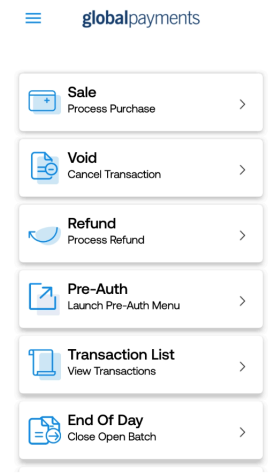 globalpayments
Sale
Process Purchase
Void
Cancel Transaction
Refund
Process Refund
Pre-Auth
Launch Pre-Auth Menu
Transaction List
View Transactions
End Of Day
Close Open Batch